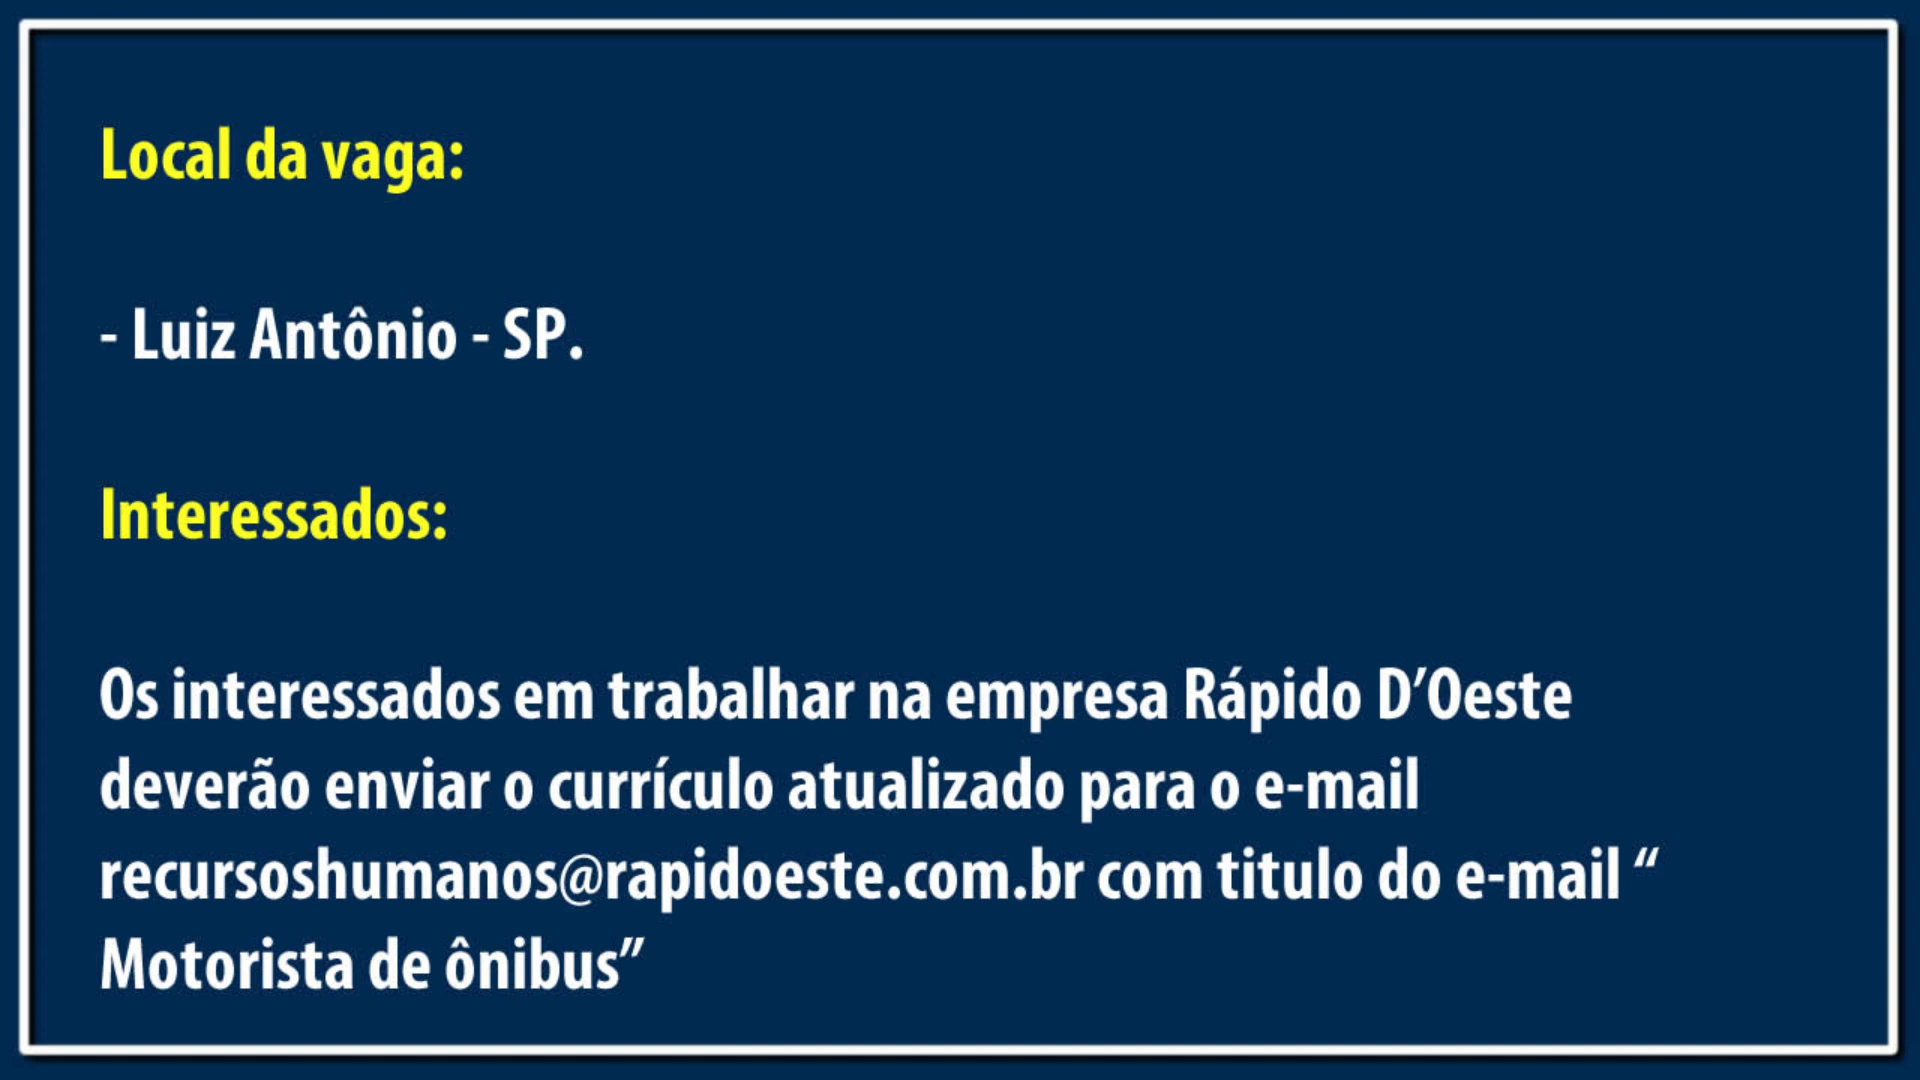 Local da vaga:
- Luiz Antônio - SP.
Interessados:
Os interessados em trabalhar na empresa Rápido D’Oeste
deverão enviar o currículo atualizado para o e-mail
recursoshumanos@rapidoeste.com.br com titulo do e-mail “
Motorista de ônibus”